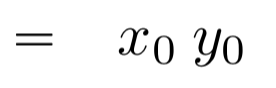 = x₀ y₀